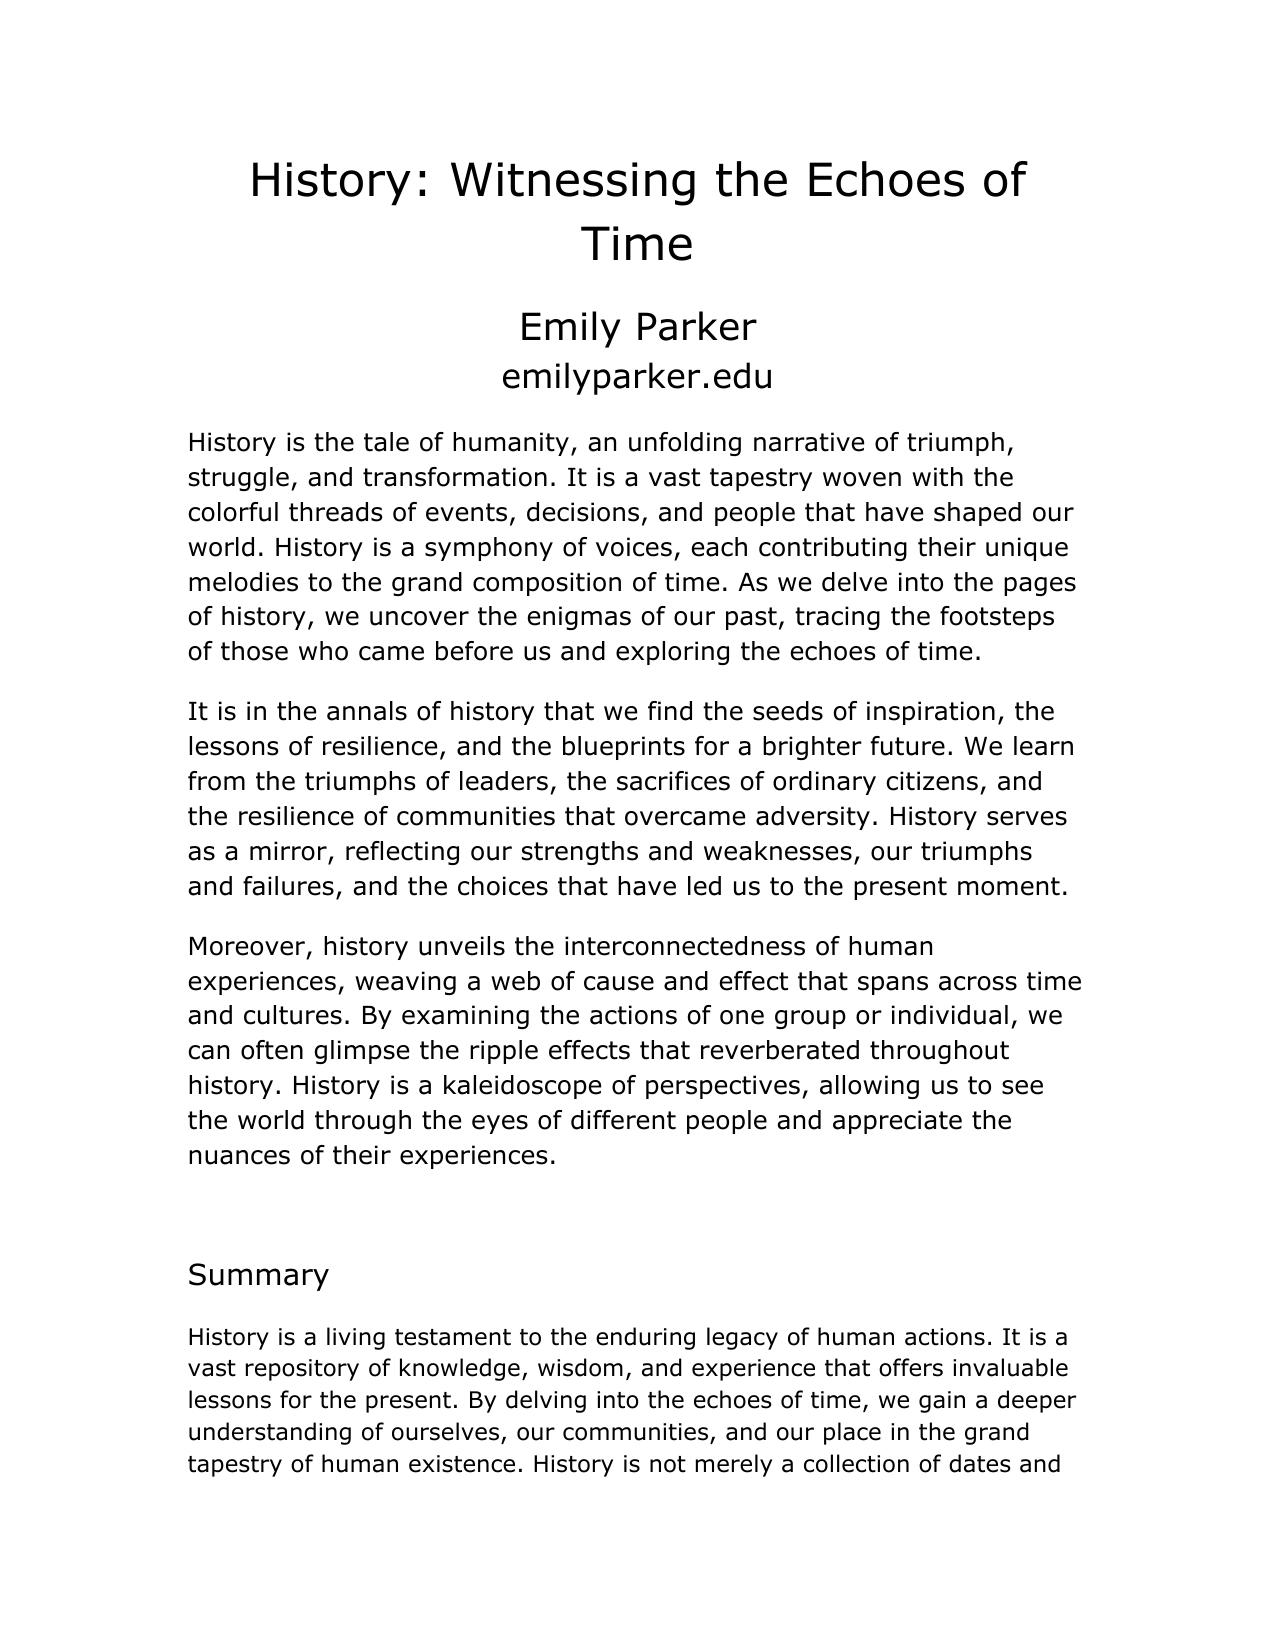 History: Witnessing the Echoes of
Time
Emily Parker
emilyparker.edu
History is the tale of humanity, an unfolding narrative of triumph,
struggle, and transformation. It is a vast tapestry woven with the
colorful threads of events, decisions, and people that have shaped our
world. History is a symphony of voices, each contributing their unique
melodies to the grand composition of time. As we delve into the pages
of history, we uncover the enigmas of our past, tracing the footsteps
of those who came before us and exploring the echoes of time.
It is in the annals of history that we find the seeds of inspiration, the
lessons of resilience, and the blueprints for a brighter future. We learn
from the triumphs of leaders, the sacrifices of ordinary citizens, and
the resilience of communities that overcame adversity. History serves
as a mirror, reflecting our strengths and weaknesses, our triumphs
and failures, and the choices that have led us to the present moment.
Moreover, history unveils the interconnectedness of human
experiences, weaving a web of cause and effect that spans across time
and cultures. By examining the actions of one group or individual, we
can often glimpse the ripple effects that reverberated throughout
history. History is a kaleidoscope of perspectives, allowing us to see
the world through the eyes of different people and appreciate the
nuances of their experiences.
Summary
History is a living testament to the enduring legacy of human actions. It is a
vast repository of knowledge, wisdom, and experience that offers invaluable
lessons for the present. By delving into the echoes of time, we gain a deeper
understanding of ourselves, our communities, and our place in the grand
tapestry of human existence. History is not merely a collection of dates and